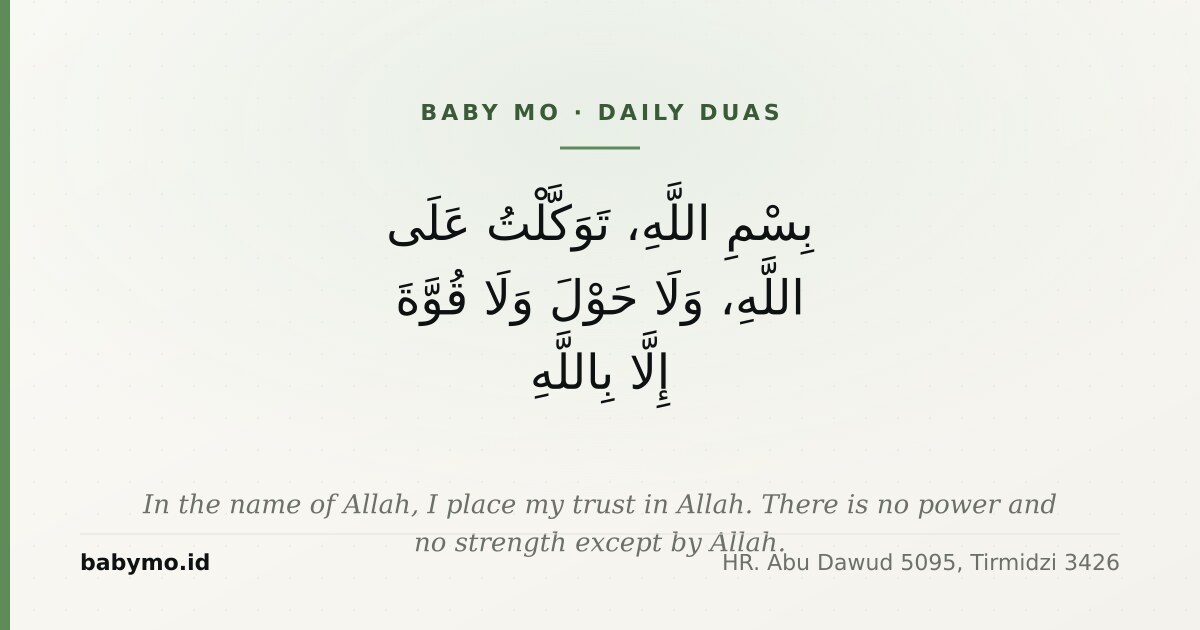 BABY MO · DAILY DUAS
بِسْمِ اللَّهِ، تَوَكَّلْتُ عَلَى
اللَّهِ، وَلَا حَوْلَ وَلَا قُوَّةَ
إِلَّا بِاللَّهِ
In the name of Allah, I place my trust in Allah. There is no power and
no strength except by Allah.
babymo.id
HR. Abu Dawud 5095, Tirmidzi 3426